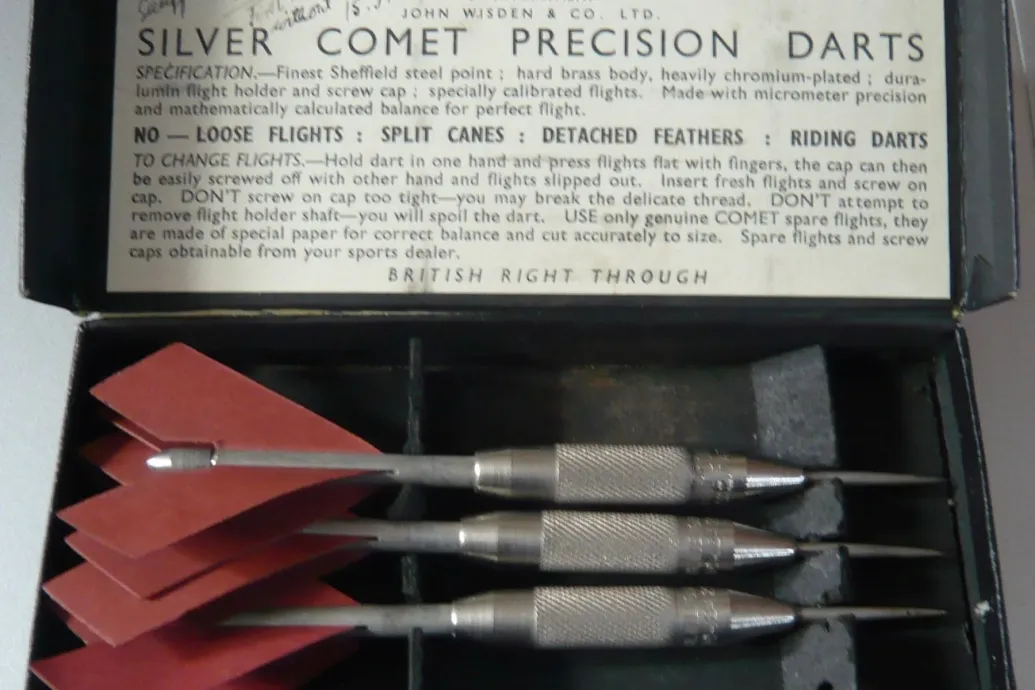 without 15.
JOHN WISDEN & CO. LTD.
SILVER COMET PRECISION DARTS
SPECIFICATION.—Finest Sheffield steel point ; hard brass body, heavily chromium-plated ; dura-
lumin flight holder and screw cap ; specially calibrated flights. Made with micrometer precision
and mathematically calculated balance for perfect flight.
NO — LOOSE FLIGHTS : SPLIT CANES : DETACHED FEATHERS : RIDING DARTS
TO CHANGE FLIGHTS.—Hold dart in one hand and press flights flat with fingers, the cap can then
be easily screwed off with other hand and flights slipped out. Insert fresh flights and screw on
cap. DON'T screw on cap too tight—you may break the delicate thread. DON'T attempt to
remove flight holder shaft—you will spoil the dart. USE only genuine COMET spare flights, they
are made of special paper for correct balance and cut accurately to size. Spare flights and screw
caps obtainable from your sports dealer.
BRITISH RIGHT THROUGH